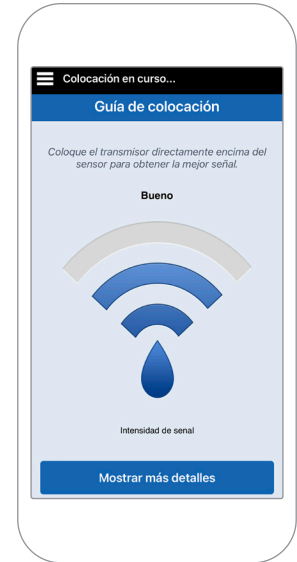 Colocación en curso...
Guía de colocación
Coloque el transmisor directamente encima del
sensor para obtener la mejor señal.
Bueno
Intensidad de senal
Mostrar más detalles